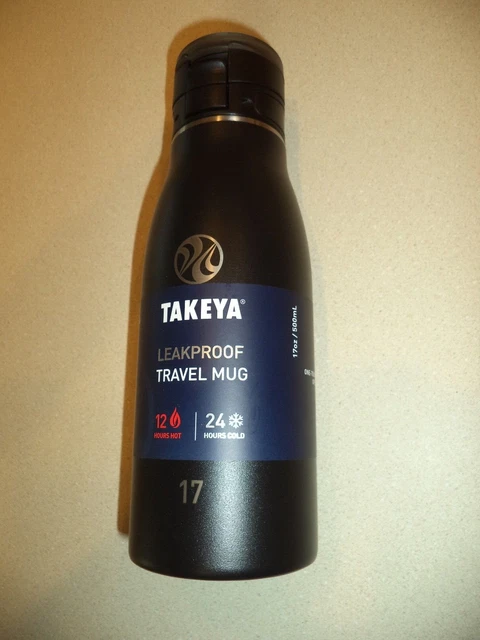 TAKEYA®
LEAKPROOF
TRAVEL MUG
12
HOURS HOT
24
HOURS COLD
17oz / 500mL
17